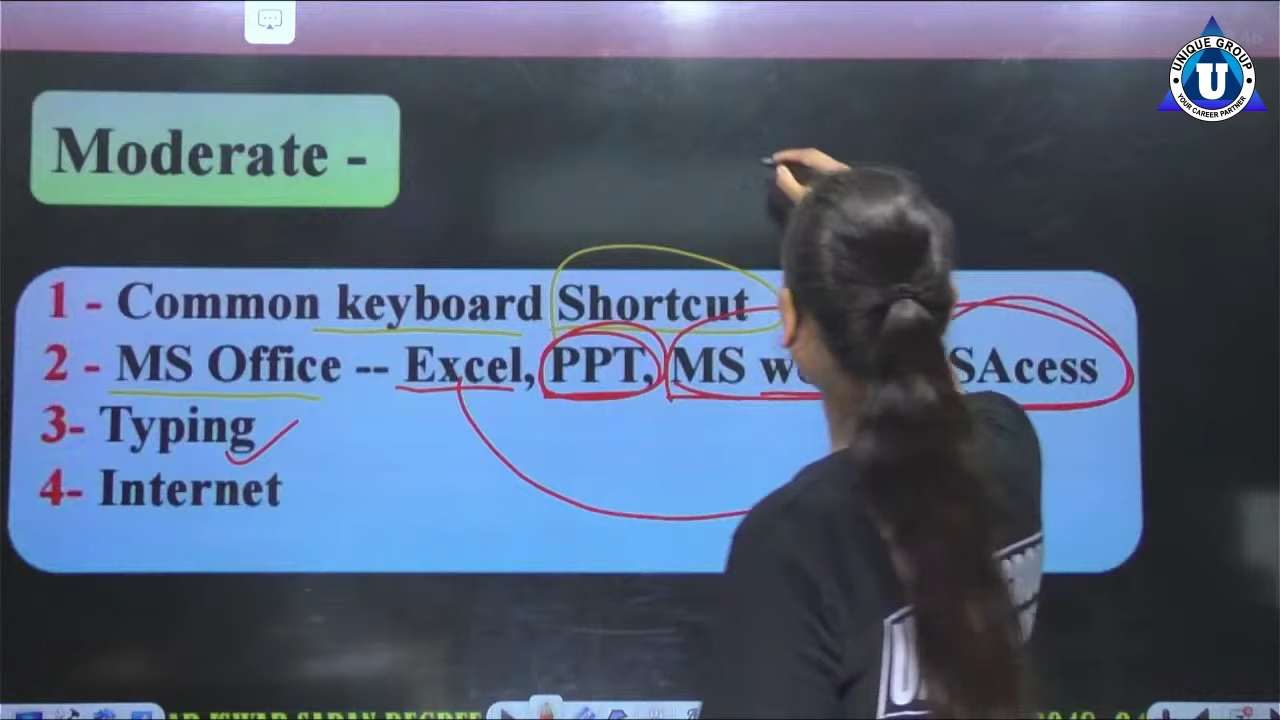 UNIQUE GROUP
U
YOUR CAREER PARTNER
Moderate -
1 - Common keyboard Shortcut
2 - MS Office -- Excel, PPT, MS SAcess
3- Typing
4- Internet